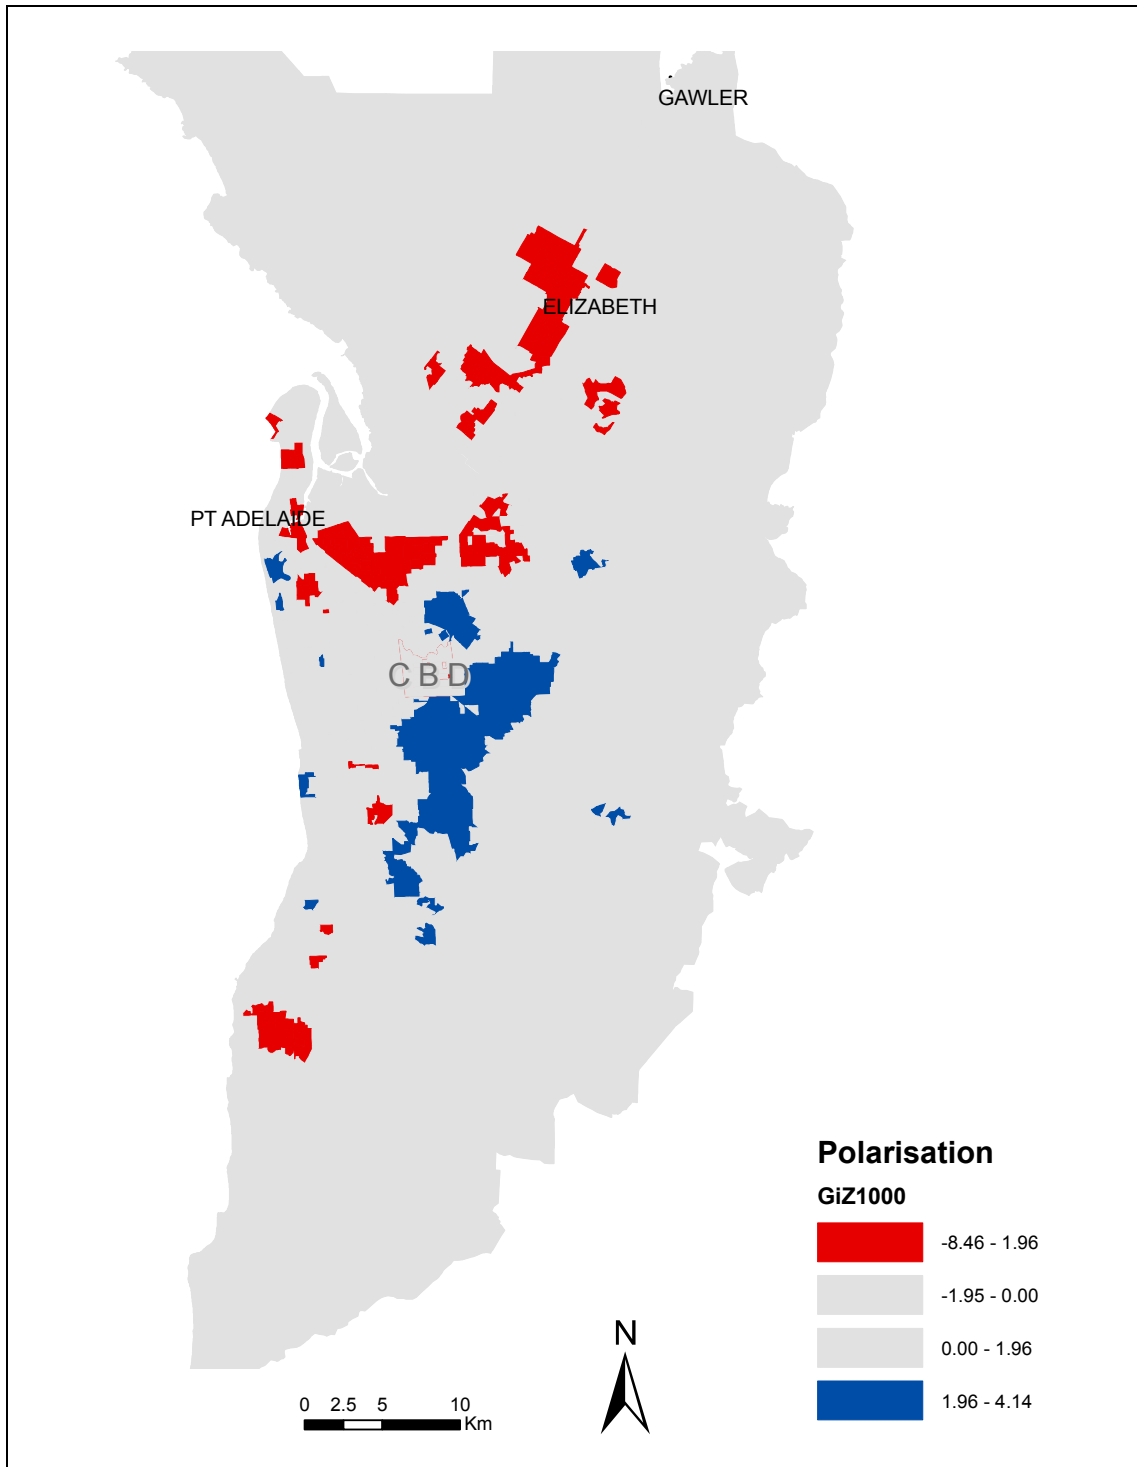 GAWLER
ELIZABETH
PT ADELAIDE
C B D
Polarisation
GiZ1000
-8.46 - 1.96
-1.95 - 0.00
0.00 - 1.96
1.96 - 4.14
N
0 2.5 5 10
Km